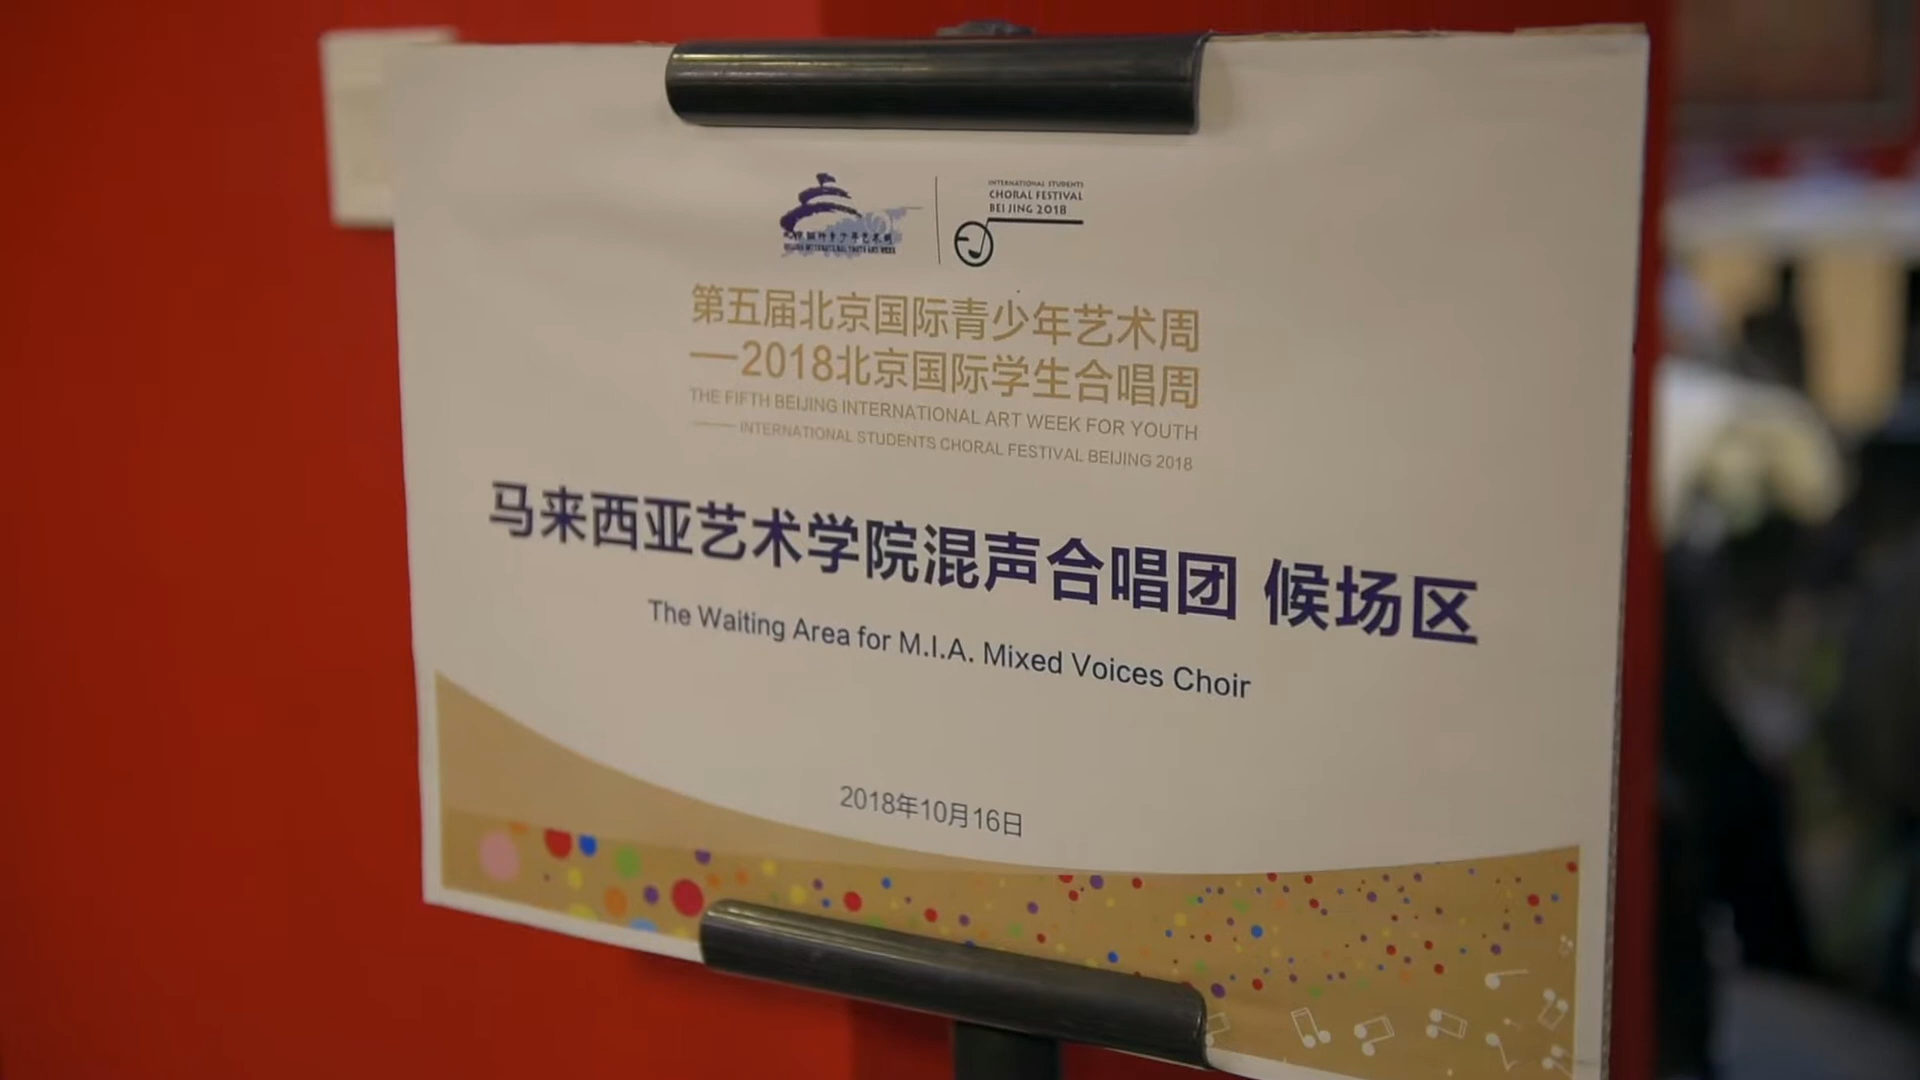 INTERNATIONAL STUDENTS
CHORAL FESTIVAL
BEIJING 2018
第五届北京国际青少年艺术周
—2018北京国际学生合唱周
THE FIFTH BEIJING INTERNATIONAL ART WEEK FOR YOUTH
—— INTERNATIONAL STUDENTS CHORAL FESTIVAL BEIJING 2018
马来西亚艺术学院混声合唱团 候场区
The Waiting Area for M.I.A. Mixed Voices Choir
2018年10月16日